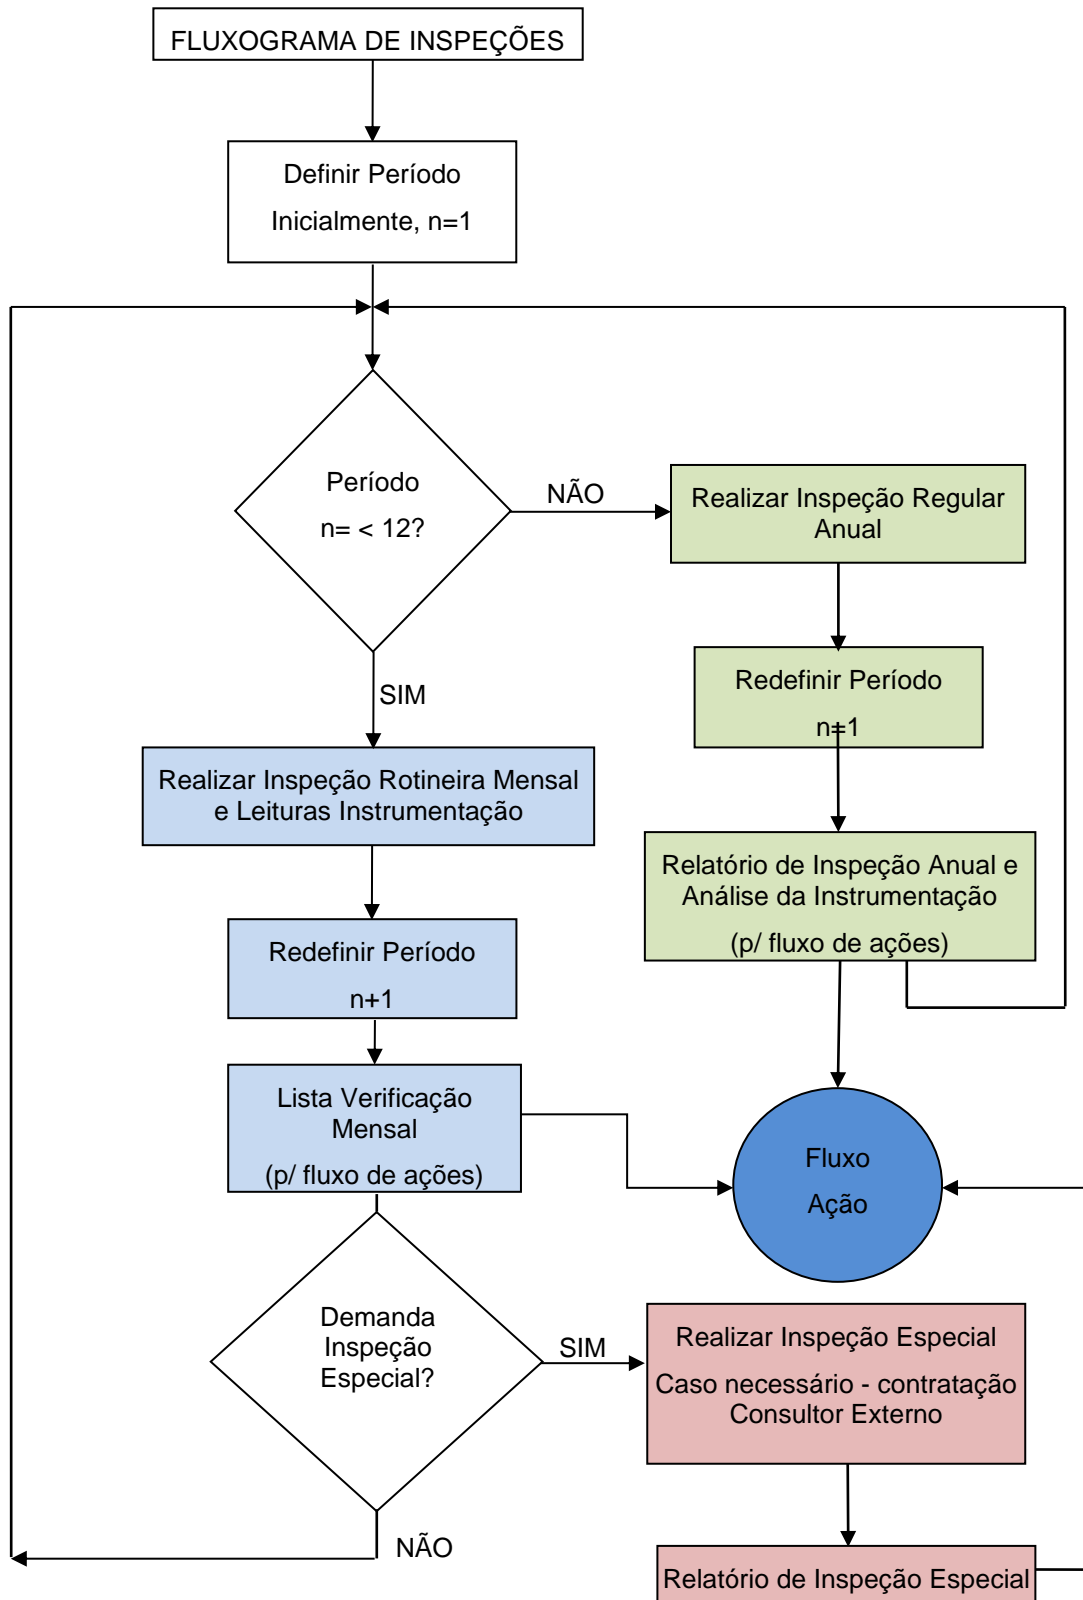 FLUXOGRAMA DE INSPEÇÕES
Definir Período
Inicialmente, n=1
Período
n= < 12?
NÃO
Realizar Inspeção Regular
Anual
SIM
Redefinir Período
n=1
Realizar Inspeção Rotineira Mensal
e Leituras Instrumentação
Relatório de Inspeção Anual e
Análise da Instrumentação
(p/ fluxo de ações)
Redefinir Período
n+1
Lista Verificação
Mensal
(p/ fluxo de ações)
Fluxo
Ação
Demanda
Inspeção
Especial?
SIM
Realizar Inspeção Especial
Caso necessário - contratação
Consultor Externo
NÃO
Relatório de Inspeção Especial